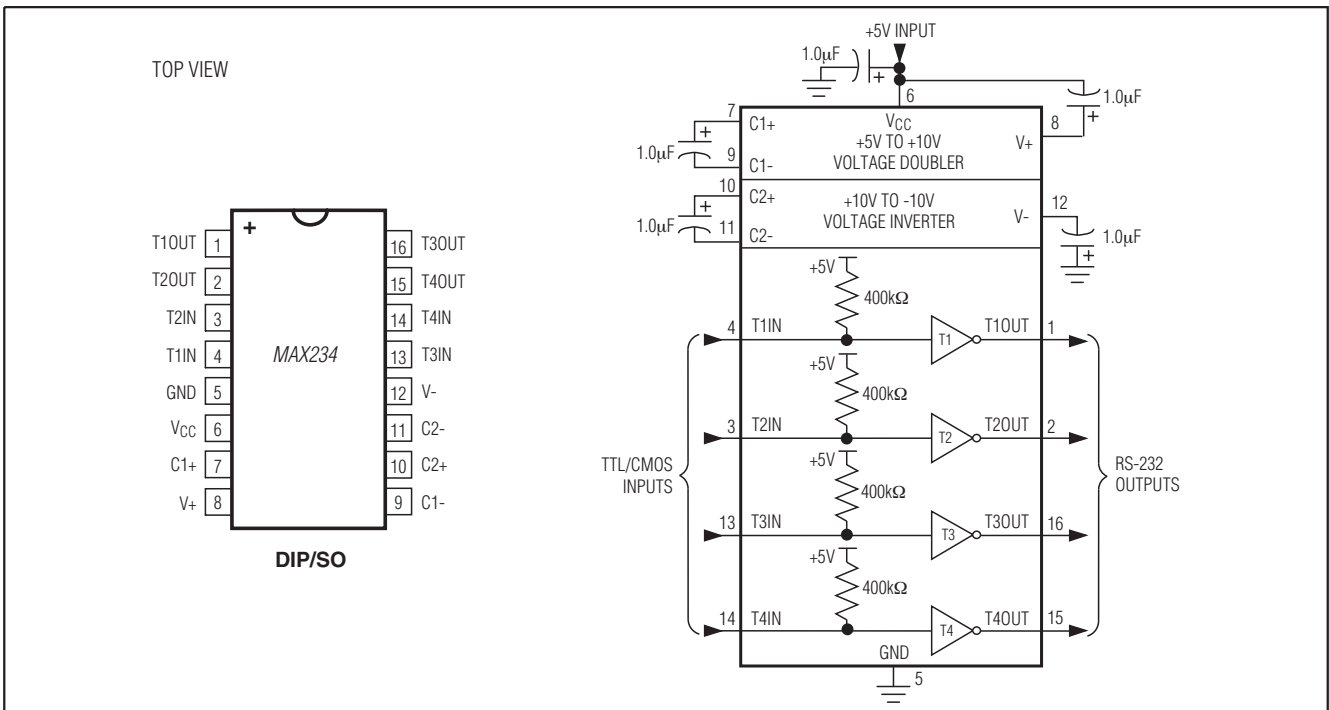 TOP VIEW
+
T1OUT 1
T2OUT 2
T2IN 3
T1IN 4
GND 5
VCC 6
C1+ 7
V+ 8
MAX234
16 T3OUT
15 T4OUT
14 T4IN
13 T3IN
12 V-
11 C2-
10 C2+
9 C1-
DIP/SO
+5V INPUT
1.0µF
+
6
1.0µF
+
7 C1+
1.0µF
+
9 C1-
VCC
+5V TO +10V
VOLTAGE DOUBLER
V+ 8
10 C2+
1.0µF
+
11 C2-
+10V TO -10V
VOLTAGE INVERTER
V- 12
1.0µF
+
+5V
400kΩ
4 T1IN T1 T1OUT 1
+5V
400kΩ
3 T2IN T2 T2OUT 2
+5V
400kΩ
13 T3IN T3 T3OUT 16
+5V
400kΩ
14 T4IN T4 T4OUT 15
TTL/CMOS
INPUTS
RS-232
OUTPUTS
GND
5